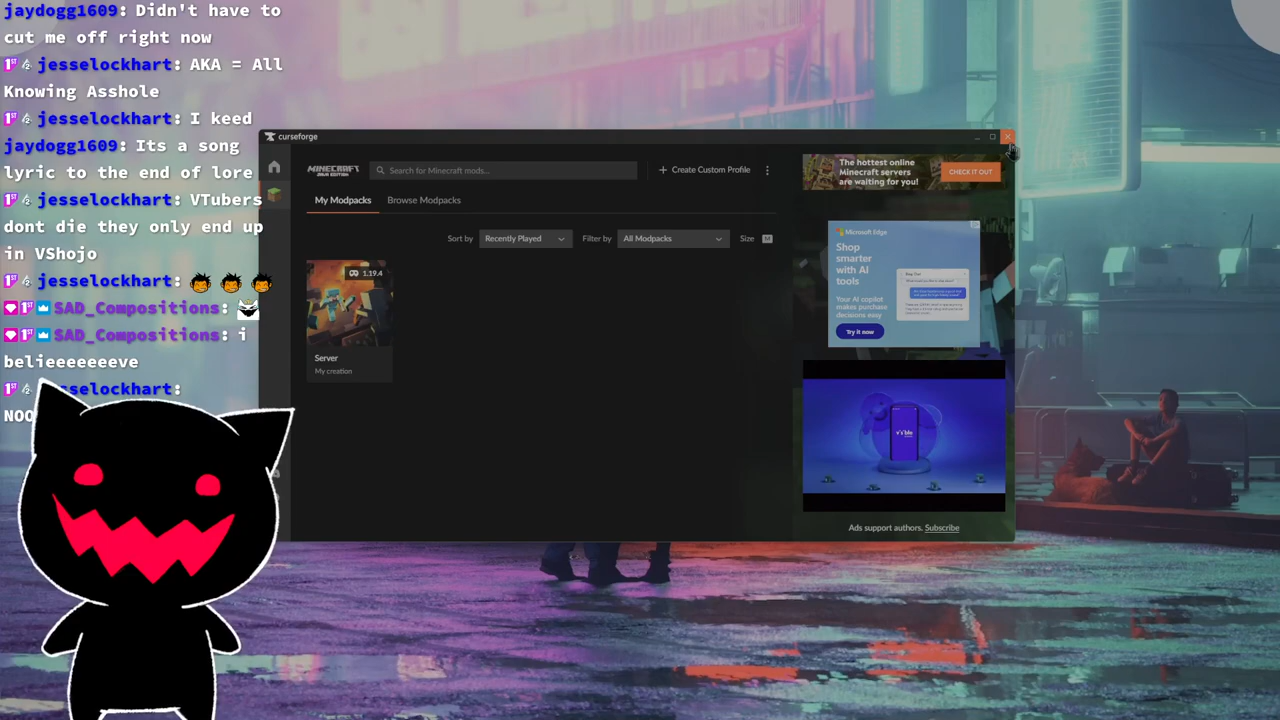 jaydogg1609: Didn't have to
cut me off right now
jesselockhart: AKA = All
Knowing Asshole
jesselockhart: I keed
jaydogg1609: Its a song
lyric to the end of lore
jesselockhart: VTubers
dont die they only end up
in VShojo
jesselockhart:
SAD_Compositions:
SAD_Compositions: i
belieeeeeeeve
jesselockhart:
NOO
curseforge
MINECRAFT
JAVA EDITION
Search for Minecraft mods...
+ Create Custom Profile
My Modpacks
Browse Modpacks
Sort by
Recently Played
Filter by
All Modpacks
Size
M
1.19.4
Server
My creation
The hottest online
Minecraft servers
are waiting for you!
CHECK IT OUT
Microsoft Edge
Shop
smarter
with AI
tools
Your AI copilot
makes purchase
decisions easy
Try it now
visible
Ads support authors. Subscribe